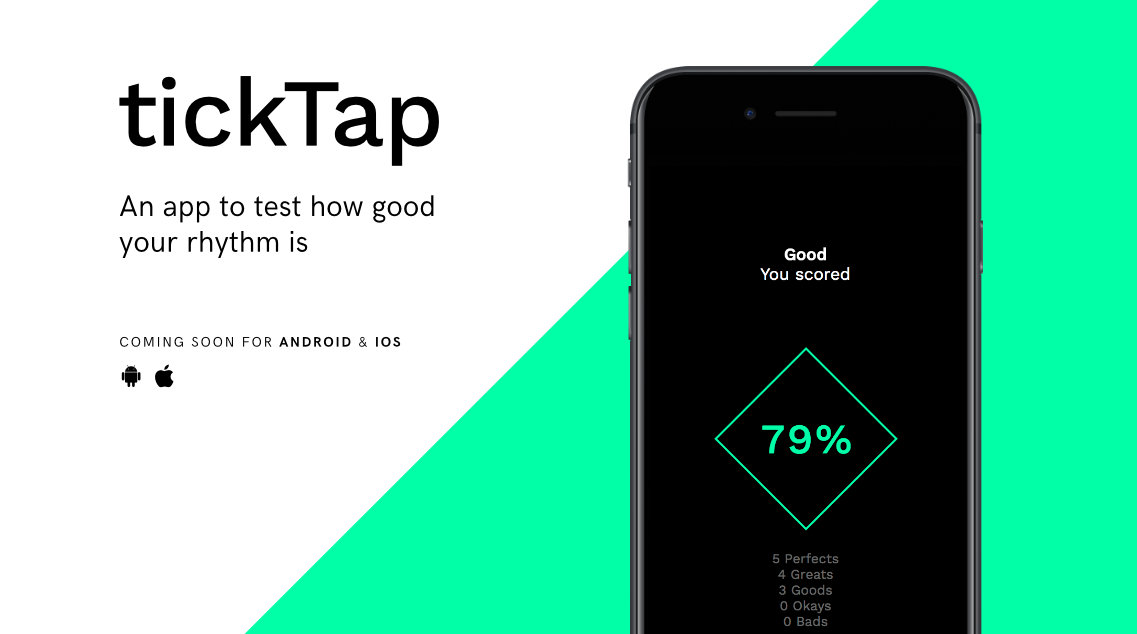 tickTap
An app to test how good
your rhythm is
COMING SOON FOR ANDROID & IOS
Good
You scored
79%
5 Perfects
4 Greats
3 Goods
0 Okays
0 Bads